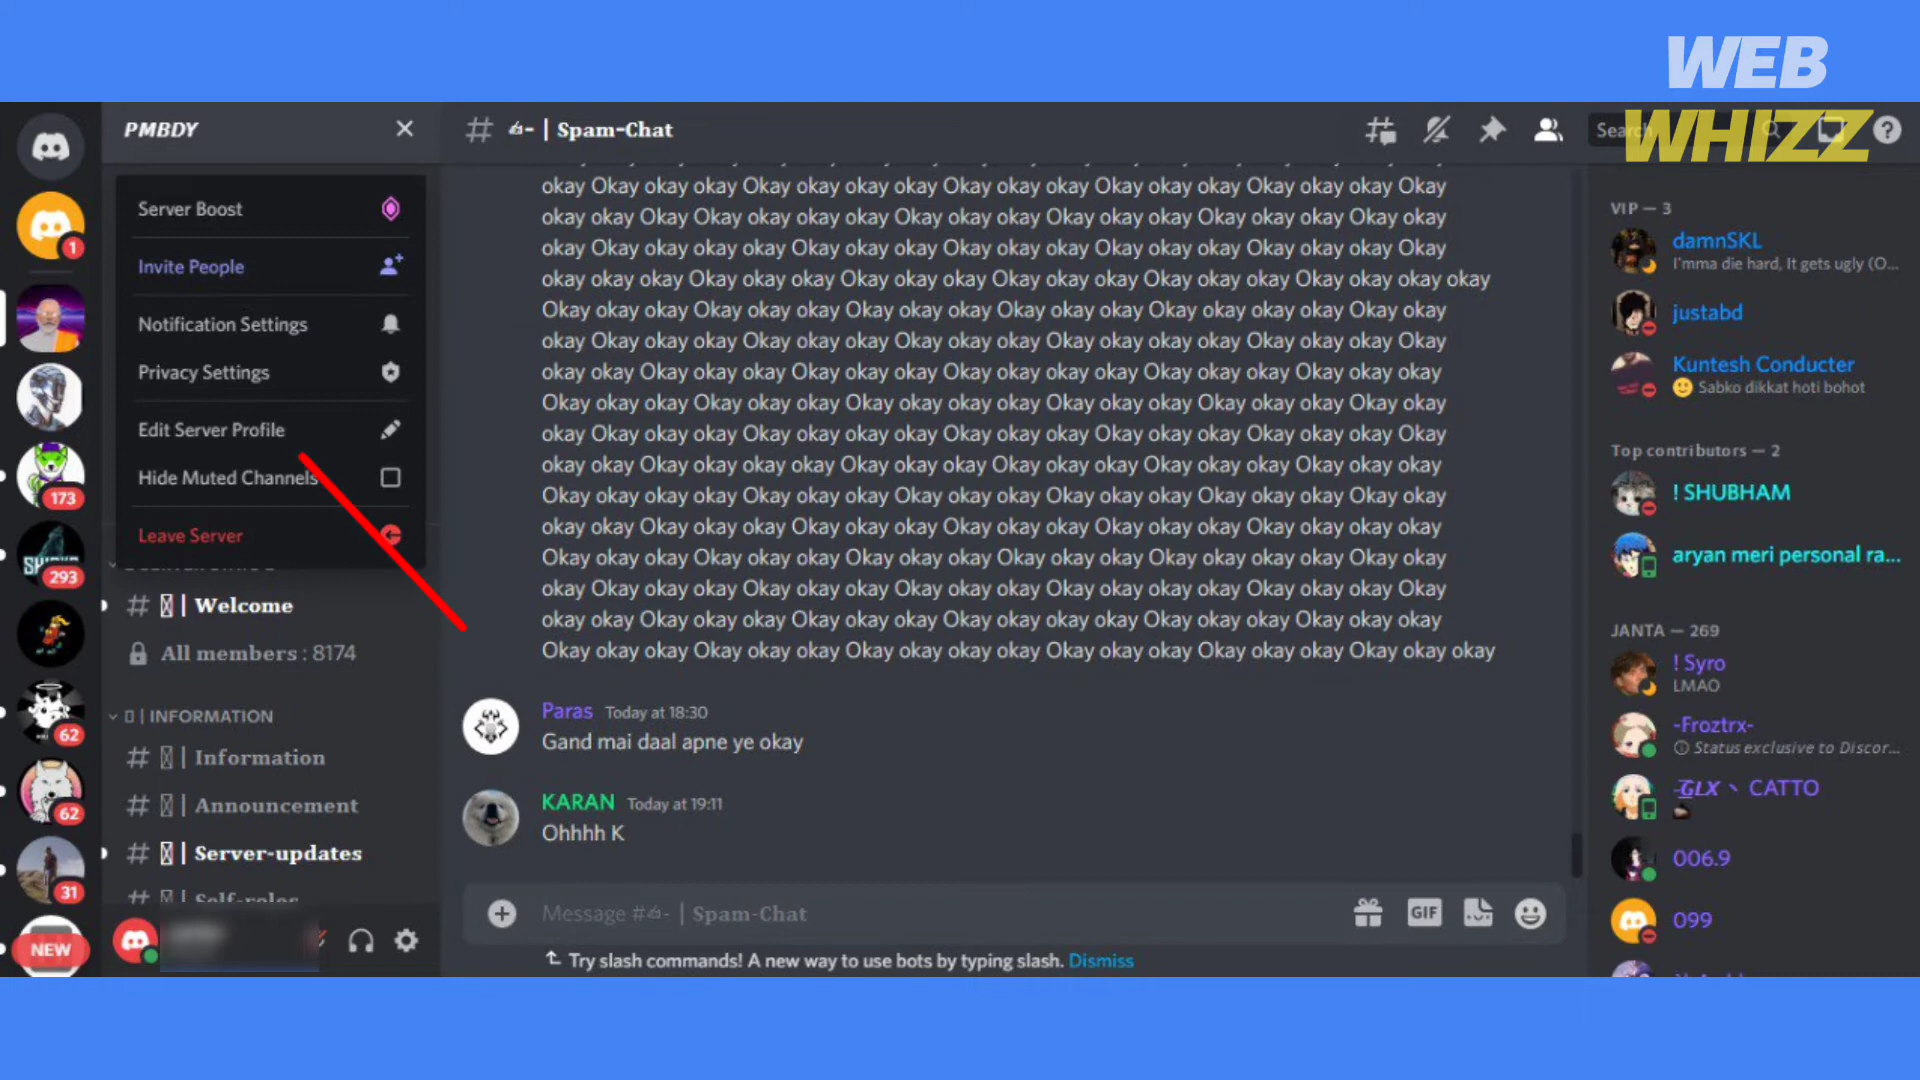 WEB
WHIZZ
PMBDY
Server Boost
Invite People
Notification Settings
Privacy Settings
Edit Server Profile
Hide Muted Channels
Leave Server
| Welcome
All members : 8174
| INFORMATION
| Information
| Announcement
| Server-updates
| Self-roles
1
173
293
62
62
31
NEW
| Spam-Chat
Search
okay Okay okay okay Okay okay okay okay Okay okay okay Okay okay okay Okay okay okay Okay
okay okay Okay Okay okay okay okay Okay okay okay Okay okay okay Okay okay okay Okay okay
okay Okay okay okay okay Okay okay okay Okay okay okay Okay okay okay Okay okay okay Okay
okay okay okay Okay okay okay Okay okay okay Okay okay okay Okay okay okay Okay okay okay okay
Okay okay okay Okay okay okay Okay okay okay Okay okay okay Okay okay okay okay Okay okay
okay Okay okay okay Okay okay okay Okay okay okay Okay okay okay okay Okay okay okay Okay
okay okay Okay okay okay Okay okay okay Okay okay okay okay Okay okay okay Okay okay okay
Okay okay okay Okay okay okay Okay okay okay okay Okay okay okay Okay okay okay Okay okay
okay Okay okay okay Okay okay okay okay Okay okay okay Okay okay okay Okay okay okay Okay
okay okay Okay okay okay okay Okay okay okay Okay okay okay Okay okay okay Okay okay okay
Okay okay okay okay Okay okay okay Okay okay okay Okay okay okay Okay okay okay Okay okay
okay okay Okay okay okay Okay okay okay Okay okay okay Okay okay okay Okay okay okay okay
Okay okay okay Okay okay okay Okay okay okay Okay okay okay Okay okay okay okay Okay okay
okay Okay okay okay Okay okay okay Okay okay okay Okay okay okay okay Okay okay okay Okay
okay okay Okay okay okay Okay okay okay Okay okay okay okay Okay okay okay Okay okay okay
Okay okay okay Okay okay okay Okay okay okay okay Okay okay okay Okay okay okay Okay okay okay
Paras Today at 18:30
Gand mai daal apne ye okay
KARAN Today at 19:11
Ohhhh K
Message # | Spam-Chat
GIF
Try slash commands! A new way to use bots by typing slash. Dismiss
VIP — 3
damnSKL
I'mma die hard, It gets ugly (O...
justabd
Kuntesh Conducter
Sabko dikkat hoti bohot
Top contributors — 2
! SHUBHAM
aryan meri personal ra...
JANTA — 269
! Syro
LMAO
-Froztrx-
Status exclusive to Discor...
-GLX ヽ CATTO
006.9
099